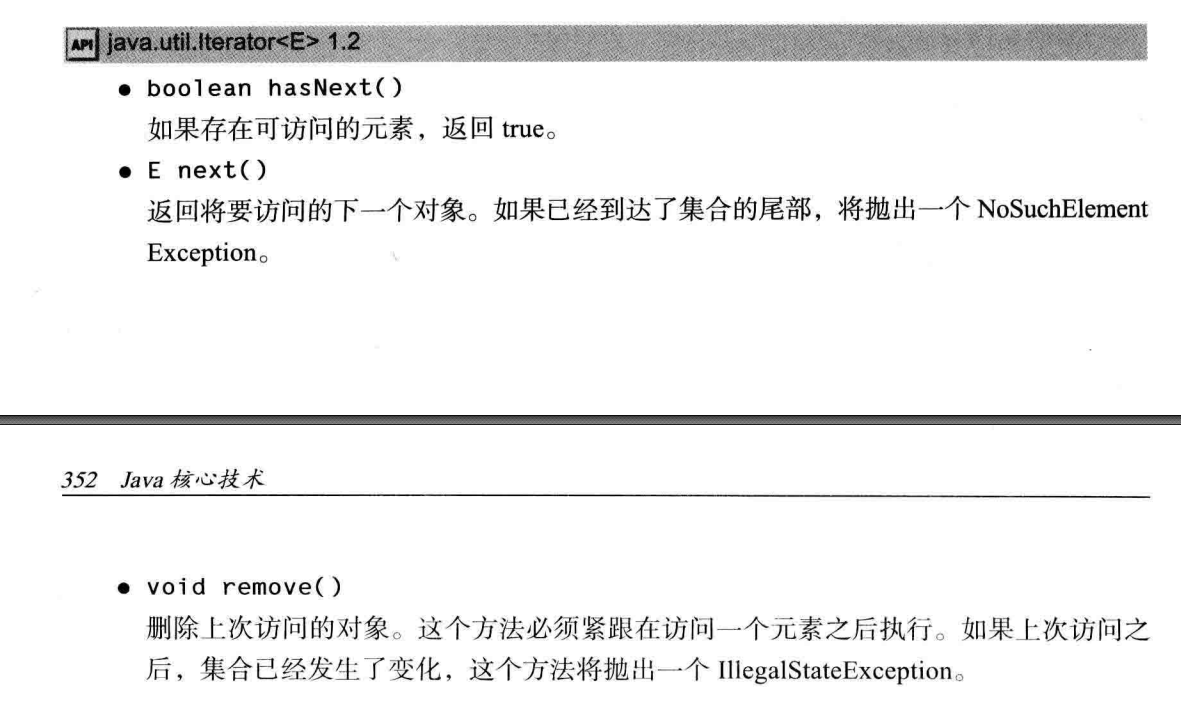 API java.util.Iterator<E> 1.2
● boolean hasNext()
如果存在可访问的元素，返回 true。
● E next()
返回将要访问的下一个对象。如果已经到达了集合的尾部，将抛出一个 NoSuchElement
Exception。
352 Java 核心技术
● void remove()
删除上次访问的对象。这个方法必须紧跟在访问一个元素之后执行。如果上次访问之
后，集合已经发生了变化，这个方法将抛出一个 IllegalStateException。